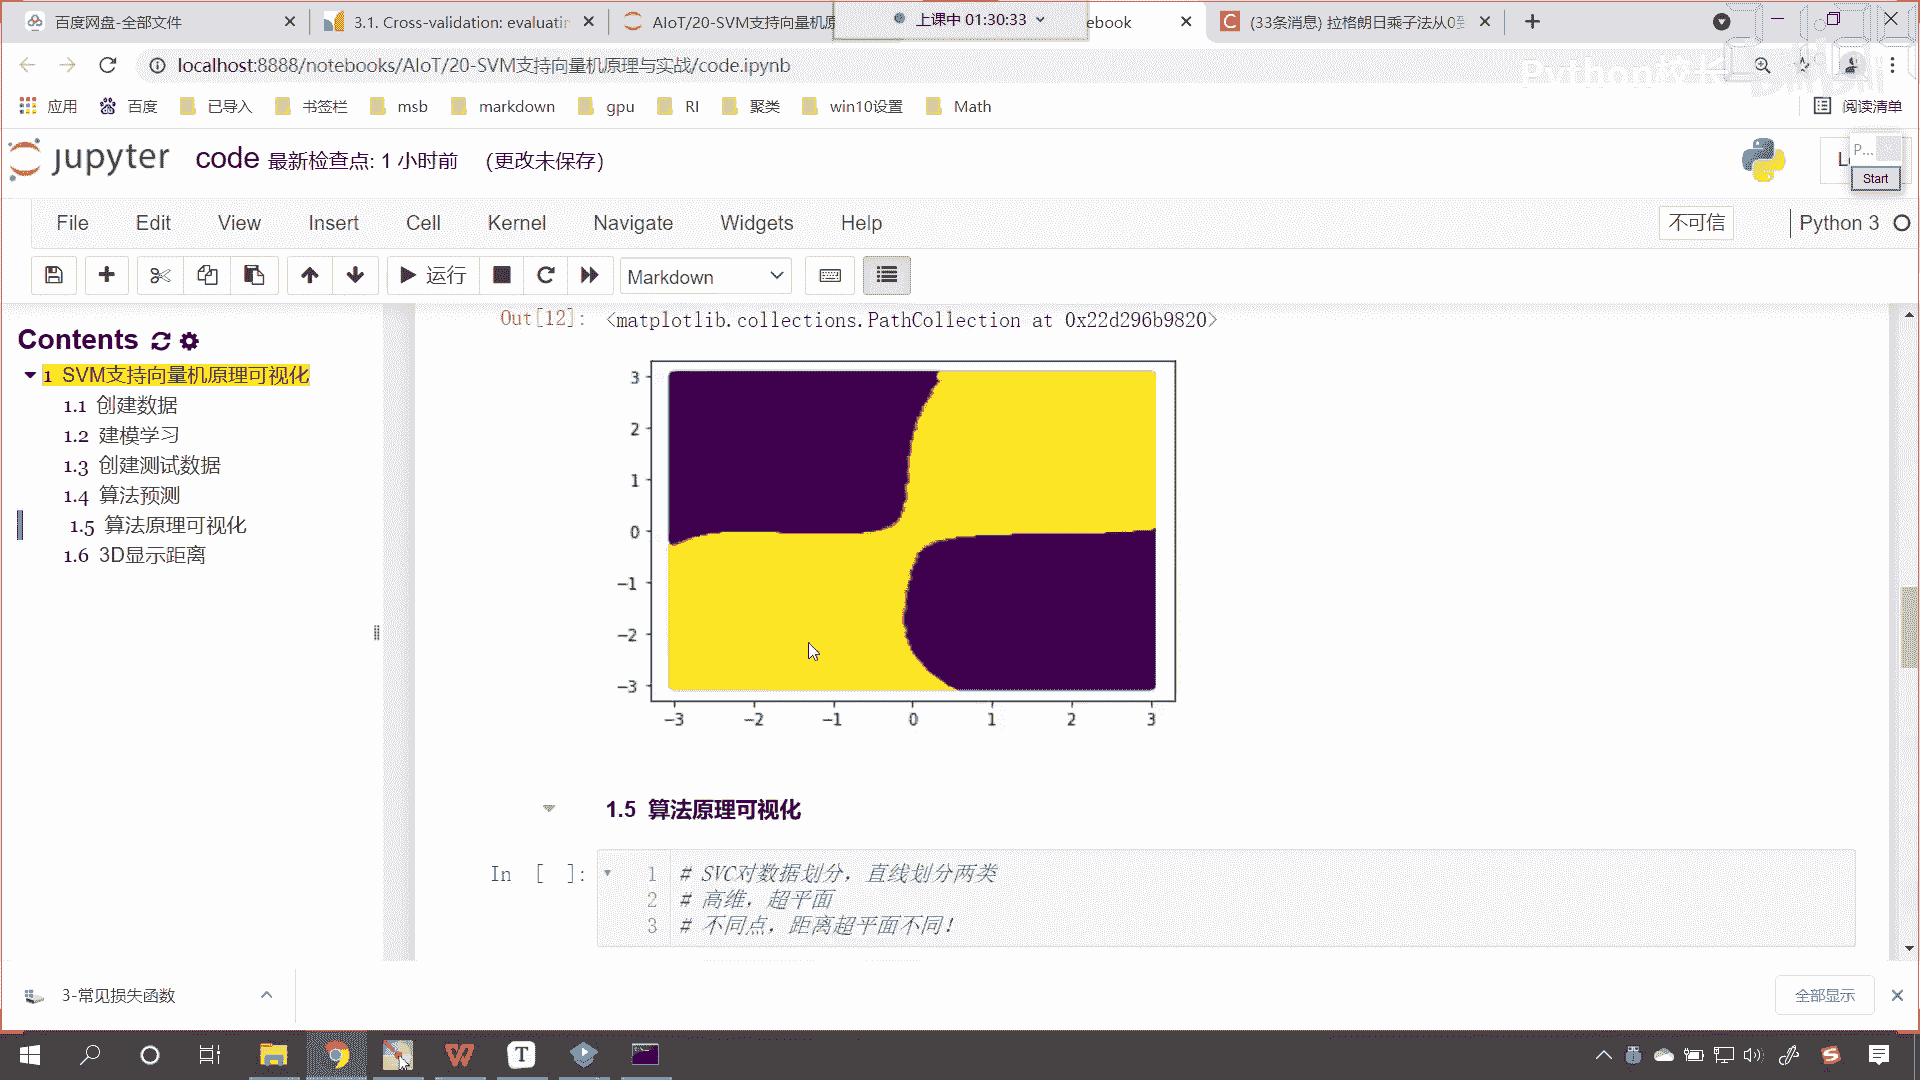 百度网盘-全部文件
3.1. Cross-validation: evaluatin
AIoT/20-SVM支持向量机原
上课中 01:30:33
ebook
(33条消息) 拉格朗日乘子法从0到
localhost:8888/notebooks/AIoT/20-SVM支持向量机原理与实战/code.ipynb
Python校长
应用
百度
已导入
书签栏
msb
markdown
gpu
RI
聚类
win10设置
Math
阅读清单
jupyter
code 最新检查点: 1 小时前 (更改未保存)
P...
Start
File
Edit
View
Insert
Cell
Kernel
Navigate
Widgets
Help
不可信
Python 3
运行
Markdown
Contents
1 SVM支持向量机原理可视化
1.1 创建数据
1.2 建模学习
1.3 创建测试数据
1.4 算法预测
1.5 算法原理可视化
1.6 3D显示距离
Out[12]: <matplotlib.collections.PathCollection at 0x22d296b9820>
3
2
1
0
−1
−2
−3
−3 −2 −1 0 1 2 3
1.5 算法原理可视化
In [ ]:
1 # SVC对数据划分，直线划分两类
2 # 高维，超平面
3 # 不同点，距离超平面不同！
3-常见损失函数
全部显示